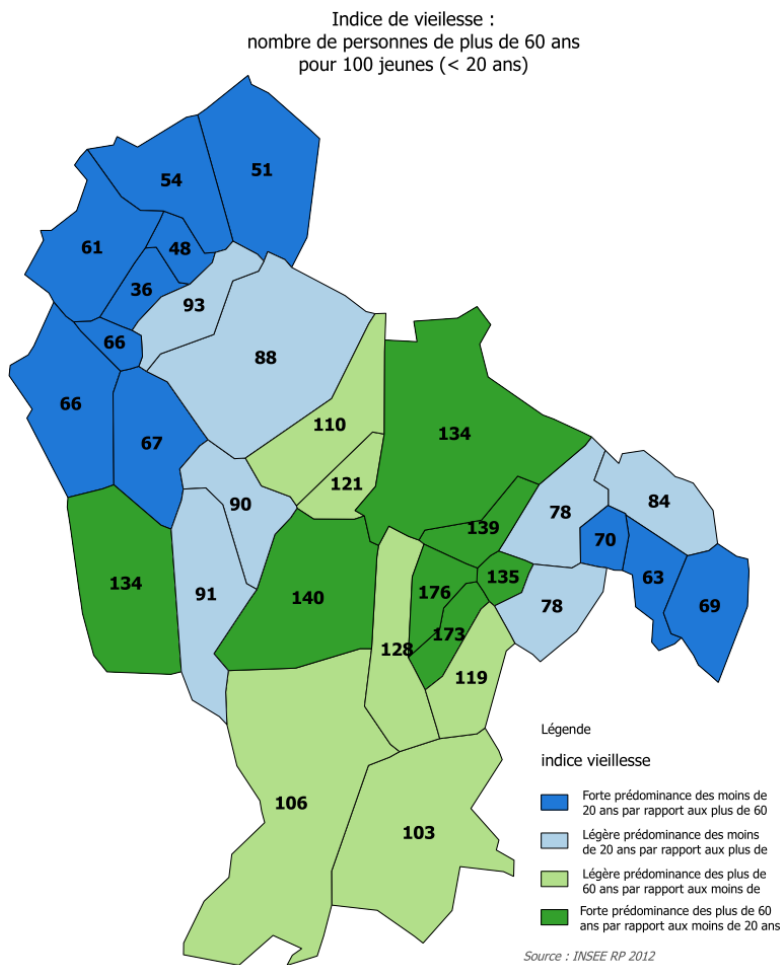 Indice de vieilesse :
nombre de personnes de plus de 60 ans
pour 100 jeunes (< 20 ans)
51
54
61
48
36
93
66
88
66
67
110
134
121
90
84
78
139
70
134
91
140
176
135
63
69
78
173
128
119
106
103
Légende
indice vieillesse
Forte prédominance des moins de
20 ans par rapport aux plus de 60
Légère prédominance des moins
de 20 ans par rapport aux plus de
Légère prédominance des plus de
60 ans par rapport aux moins de
Forte prédominance des plus de 60
ans par rapport aux moins de 20 ans
Source : INSEE RP 2012